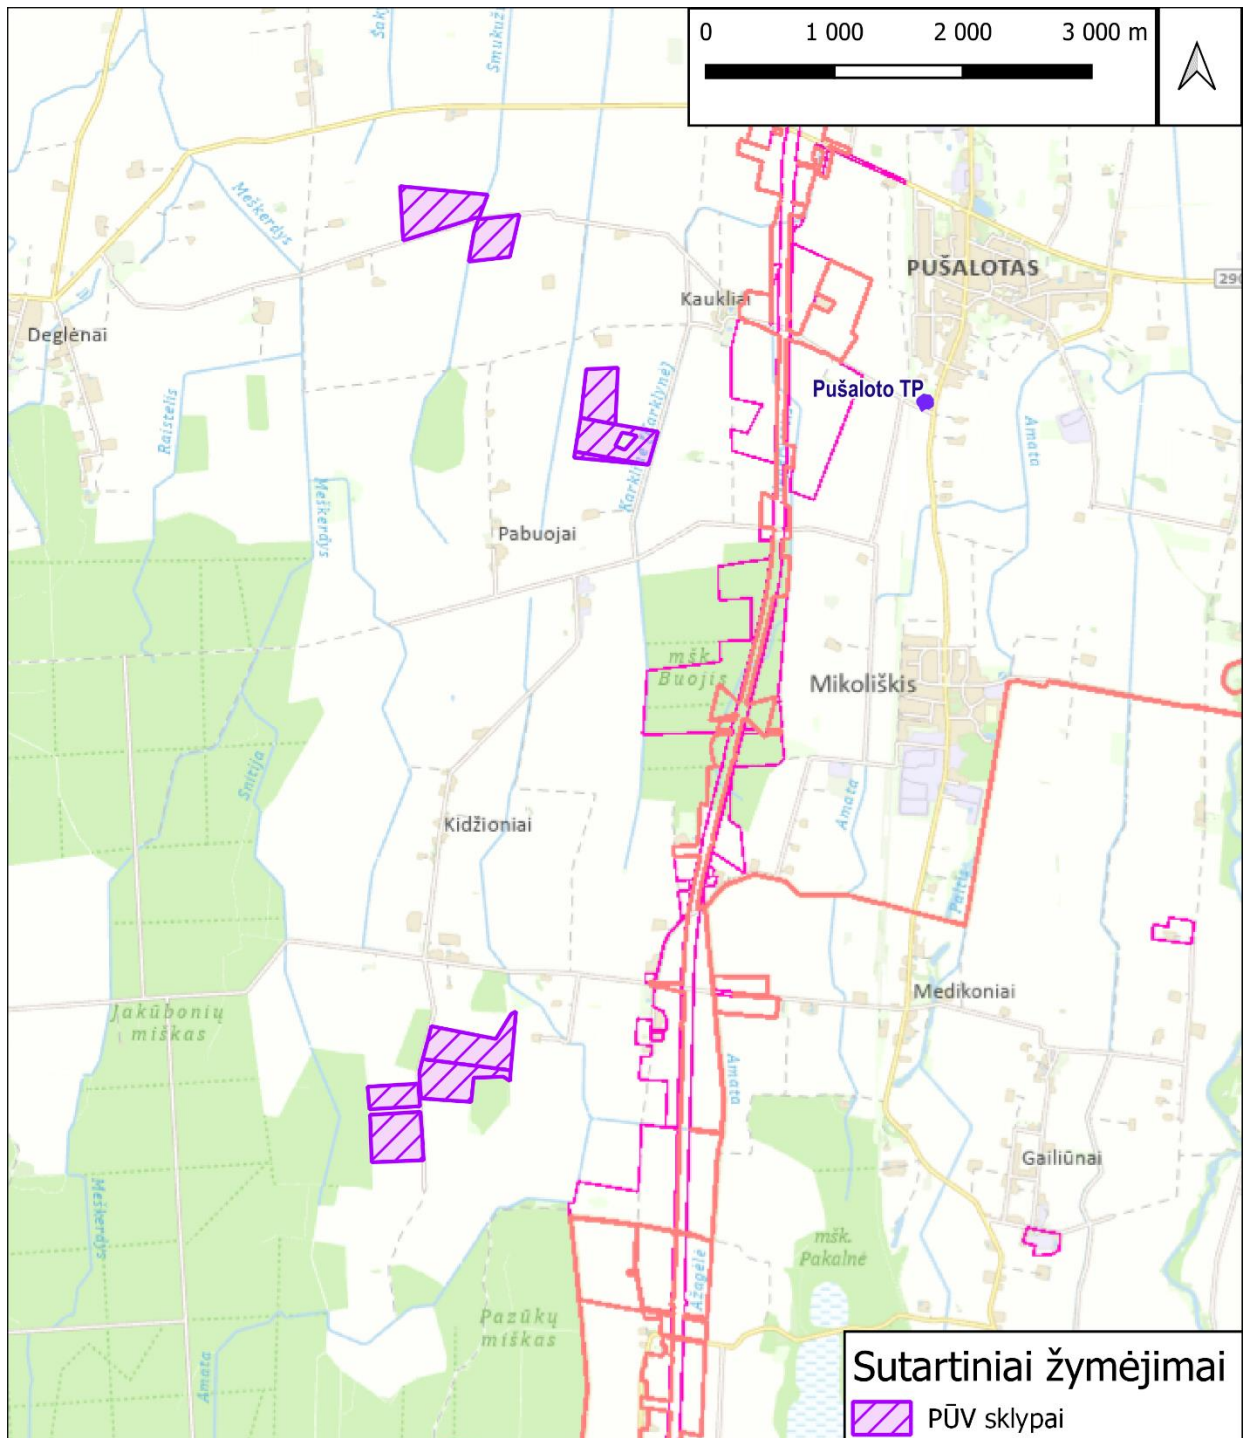 0 1 000 2 000 3 000 m
Smukuž
Meškerdys
PUŠALOTAS
290
Kaukliai
Deglėnai
Pušaloto TP
Raistelis
Amata
Meškerdys
Pabuojai
mšk.
Buojis
Mikoliškis
Snitija
Amata
Kidžioniai
Paltis
Medikoniai
Jakūbonių
miškas
Amata
Gailiūnai
Meškerdys
mšk.
Pakalnė
Ažagėlė
Pazūkų
miškas
Amata
Sutartiniai žymėjimai
PŪV sklypai